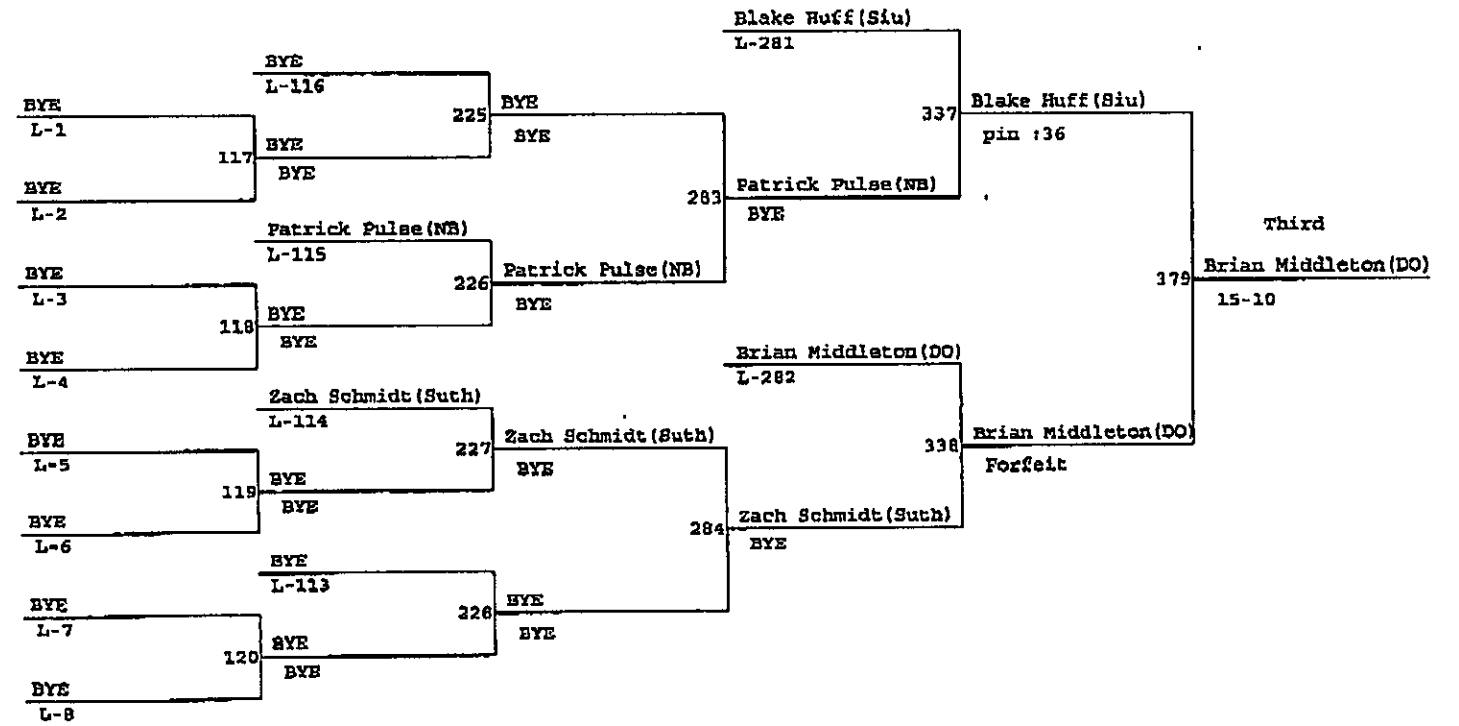 BYE
L-1
BYE
L-2
BYE
L-3
BYE
L-4
BYE
L-5
BYE
L-6
BYE
L-7
BYE
L-8
BYE
L-116
117
BYE
BYE
Patrick Pulse(NB)
L-115
118
BYE
BYE
Zach Schmidt(Suth)
L-114
119
BYE
BYE
BYE
L-113
120
BYE
BYE
225
BYE
BYE
226
Patrick Pulse(NB)
BYE
227
Zach Schmidt(Suth)
BYE
228
BYE
BYE
Blake Huff(Siu)
L-281
283
Patrick Pulse(NB)
BYE
Brian Middleton(DO)
L-282
284
Zach Schmidt(Suth)
BYE
337
Blake Huff(Siu)
pin :36
338
Brian Middleton(DO)
Forfeit
Third
379
Brian Middleton(DO)
15-10